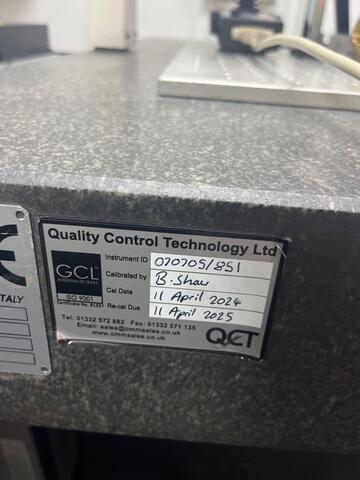 Quality Control Technology Ltd
GCL
INTERNATIONAL
ISO 9001
Instrument ID 070705/851
Calibrated by B. Shaw
Cal Date 11 April 2024
Re-cal Due 11 April 2025
Tel: 01332 572 882 Fax: 01332 571 135
Email: sales@cmmsales.co.uk
www.cmmsales.co.uk
QCT
CE
ITALY